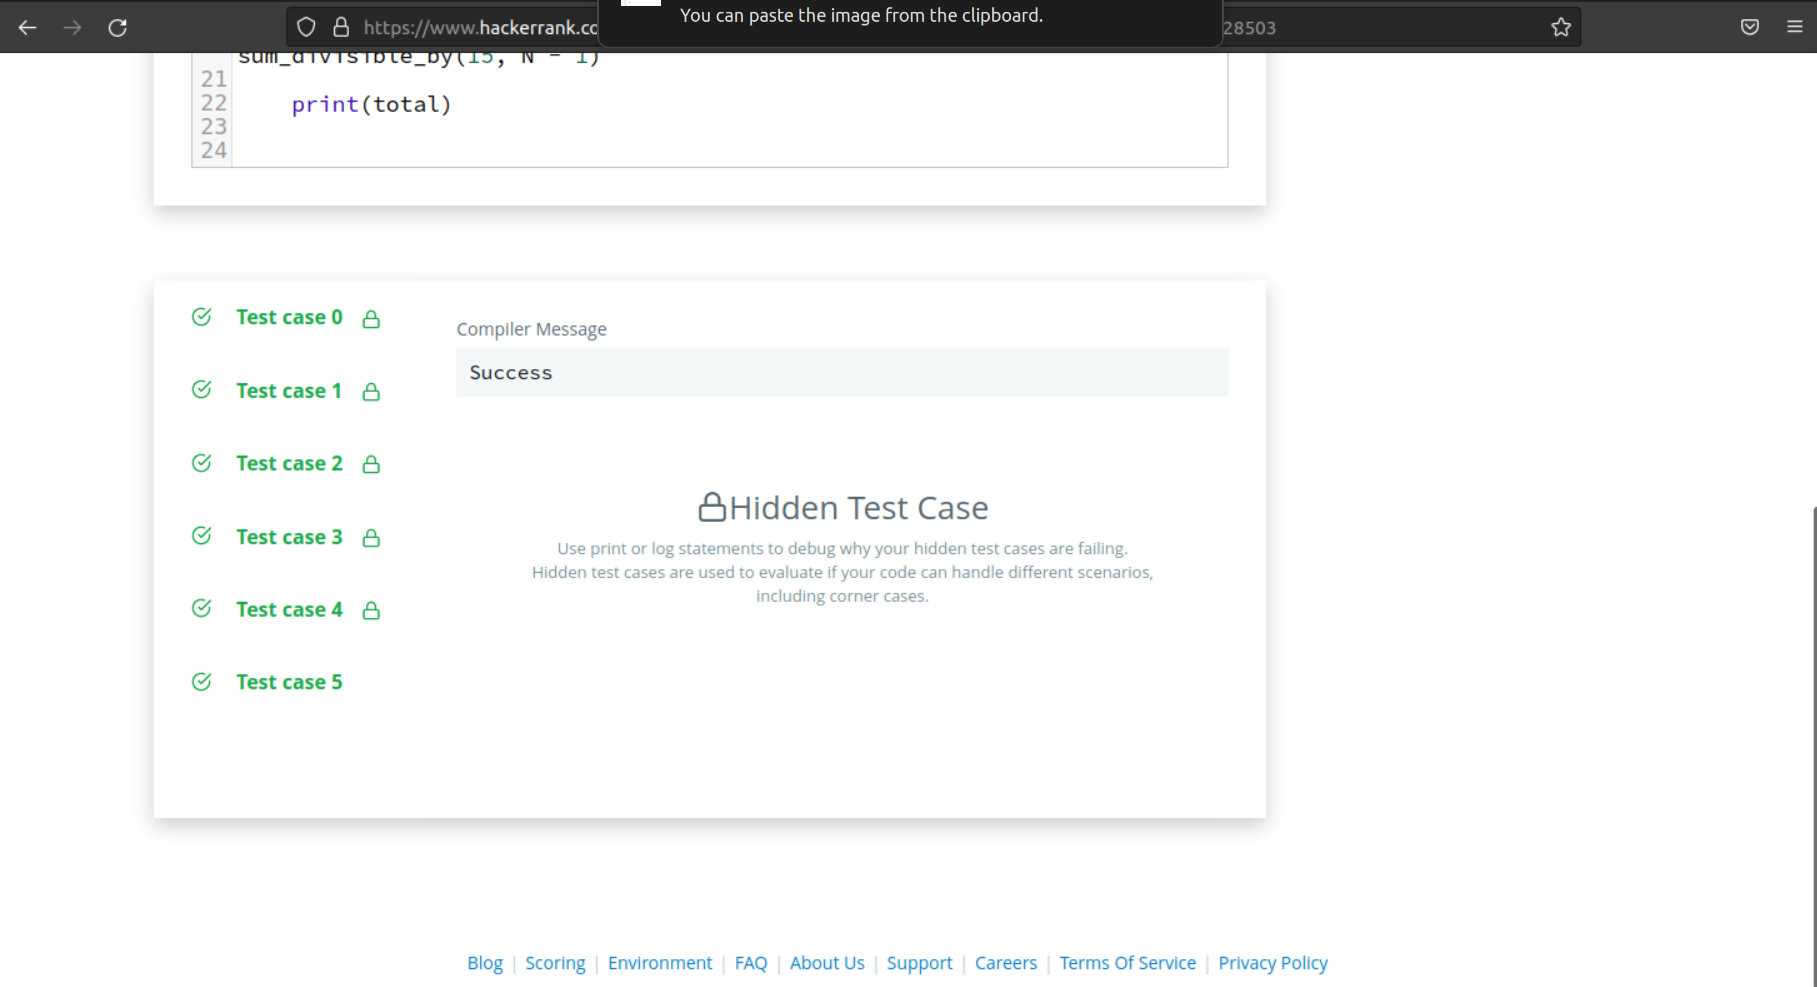 You can paste the image from the clipboard.
https://www.hackerrank.co
28503
sum_divisible_by(15, N - 1)
21
22 print(total)
23
24
Test case 0
Compiler Message
Success
Test case 1
Test case 2
Hidden Test Case
Use print or log statements to debug why your hidden test cases are failing.
Hidden test cases are used to evaluate if your code can handle different scenarios,
including corner cases.
Test case 3
Test case 4
Test case 5
Blog | Scoring | Environment | FAQ | About Us | Support | Careers | Terms Of Service | Privacy Policy